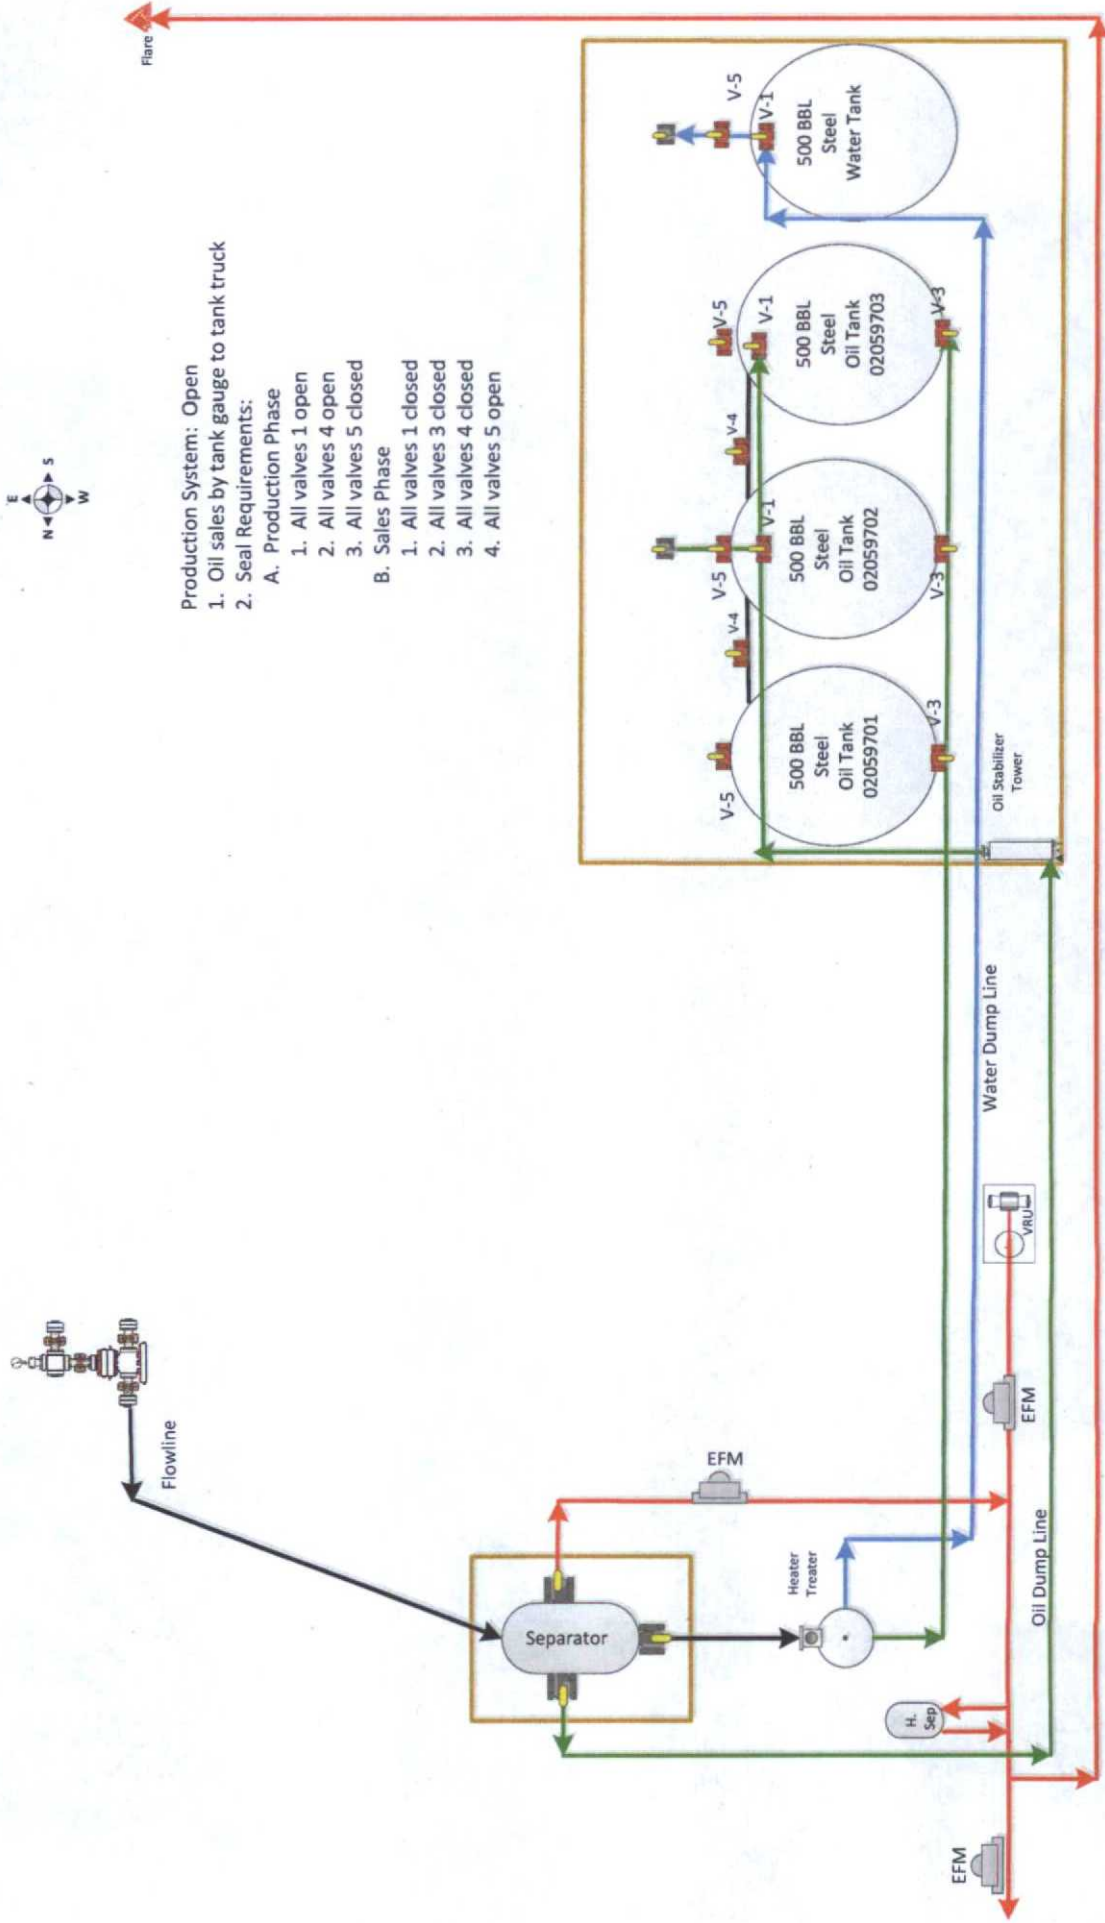 Flare
N
E
S
W
Production System: Open
1. Oil sales by tank gauge to tank truck
2. Seal Requirements:
A. Production Phase
1. All valves 1 open
2. All valves 4 open
3. All valves 5 closed
B. Sales Phase
1. All valves 1 closed
2. All valves 3 closed
3. All valves 4 closed
4. All valves 5 open
Flowline
Separator
EFM
Heater
Treater
H.
Sep
EFM
EFM
VRU
Oil Dump Line
Water Dump Line
Oil Stabilizer
Tower
V-5
500 BBL
Steel
Oil Tank
02059701
V-3
V-4
V-5
V-1
500 BBL
Steel
Oil Tank
02059702
V-3
V-4
V-5
V-1
500 BBL
Steel
Oil Tank
02059703
V-3
V-5
V-1
500 BBL
Steel
Water Tank